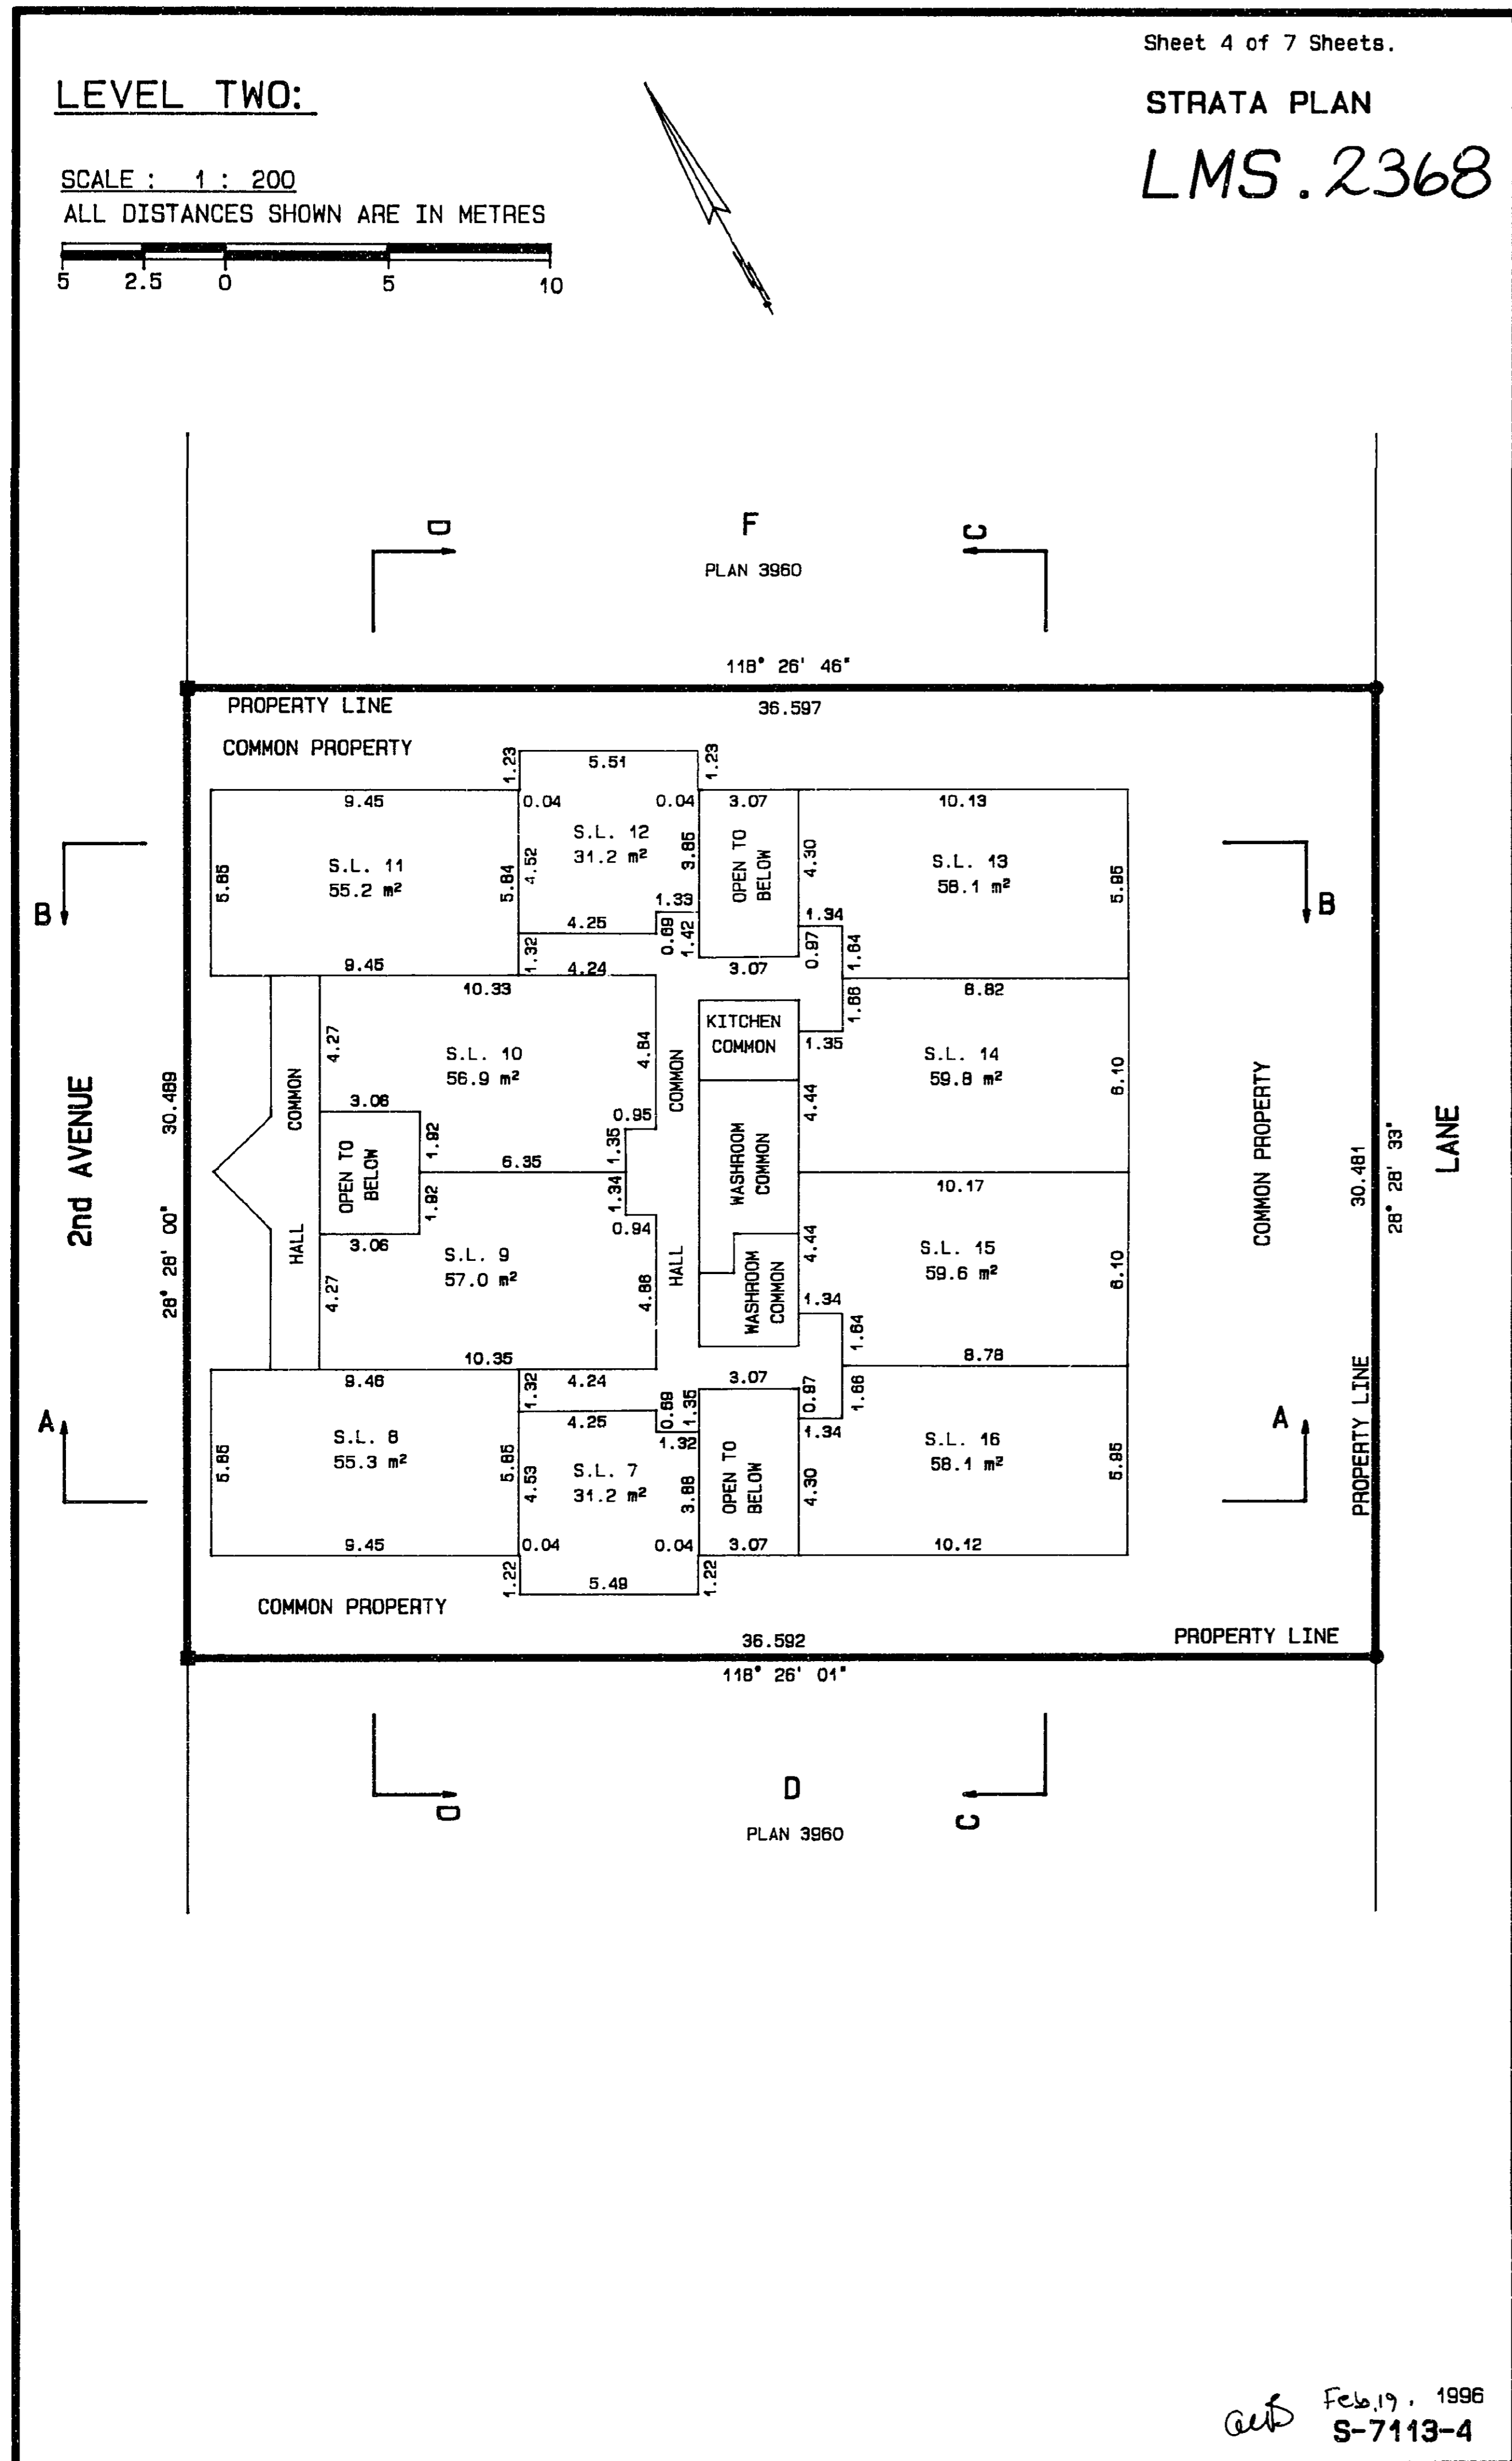 Sheet 4 of 7 Sheets.
LEVEL TWO:
STRATA PLAN
LMS.2368
SCALE : 1 : 200
ALL DISTANCES SHOWN ARE IN METRES
5 2.5 0 5 10
D F C
PLAN 3960
118° 26' 46"
PROPERTY LINE
36.597
COMMON PROPERTY
1.23
5.51
1.23
9.45
0.04
0.04
3.07
10.13
S.L. 11
55.2 m²
5.85
5.84
4.52
S.L. 12
31.2 m²
3.85
OPEN TO
BELOW
4.30
S.L. 13
58.1 m²
5.95
B
B
1.33
4.25
0.69
1.42
1.34
0.97
1.64
9.45
1.32
4.24
3.07
10.33
8.82
4.27
S.L. 10
56.9 m²
4.84
COMMON
KITCHEN
COMMON
1.66
1.35
S.L. 14
59.8 m²
6.10
COMMON
3.06
0.95
4.44
2nd AVENUE
30.489
28° 26' 00"
OPEN TO
BELOW
1.92
1.35
WASHROOM
COMMON
COMMON PROPERTY
30.481
28° 28' 33"
LANE
6.35
10.17
1.92
1.34
3.06
0.94
HALL
S.L. 9
57.0 m²
HALL
4.44
S.L. 15
59.6 m²
6.10
4.27
4.86
WASHROOM
COMMON
1.34
1.64
10.35
8.78
9.46
1.32
4.24
3.07
0.97
1.66
4.25
0.69
1.35
1.32
1.34
A
A
S.L. 8
55.3 m²
5.85
5.85
4.53
S.L. 7
31.2 m²
3.88
OPEN TO
BELOW
4.30
S.L. 16
58.1 m²
5.95
PROPERTY LINE
9.45
0.04
0.04
3.07
10.12
1.22
5.49
1.22
COMMON PROPERTY
36.592
PROPERTY LINE
118° 26' 01"
D D C
PLAN 3960
Feb. 19, 1996
S-7113-4